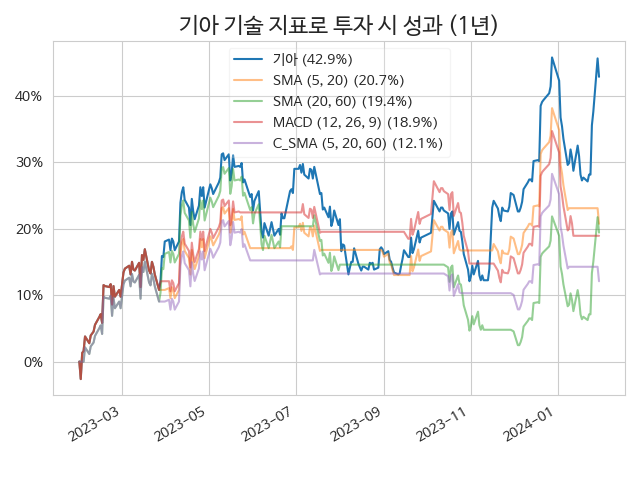 기아 기술 지표로 투자 시 성과 (1년)
기아 (42.9%)
SMA (5, 20) (20.7%)
SMA (20, 60) (19.4%)
MACD (12, 26, 9) (18.9%)
C_SMA (5, 20, 60) (12.1%)
40%
30%
20%
10%
0%
2023-03
2023-05
2023-07
2023-09
2023-11
2024-01